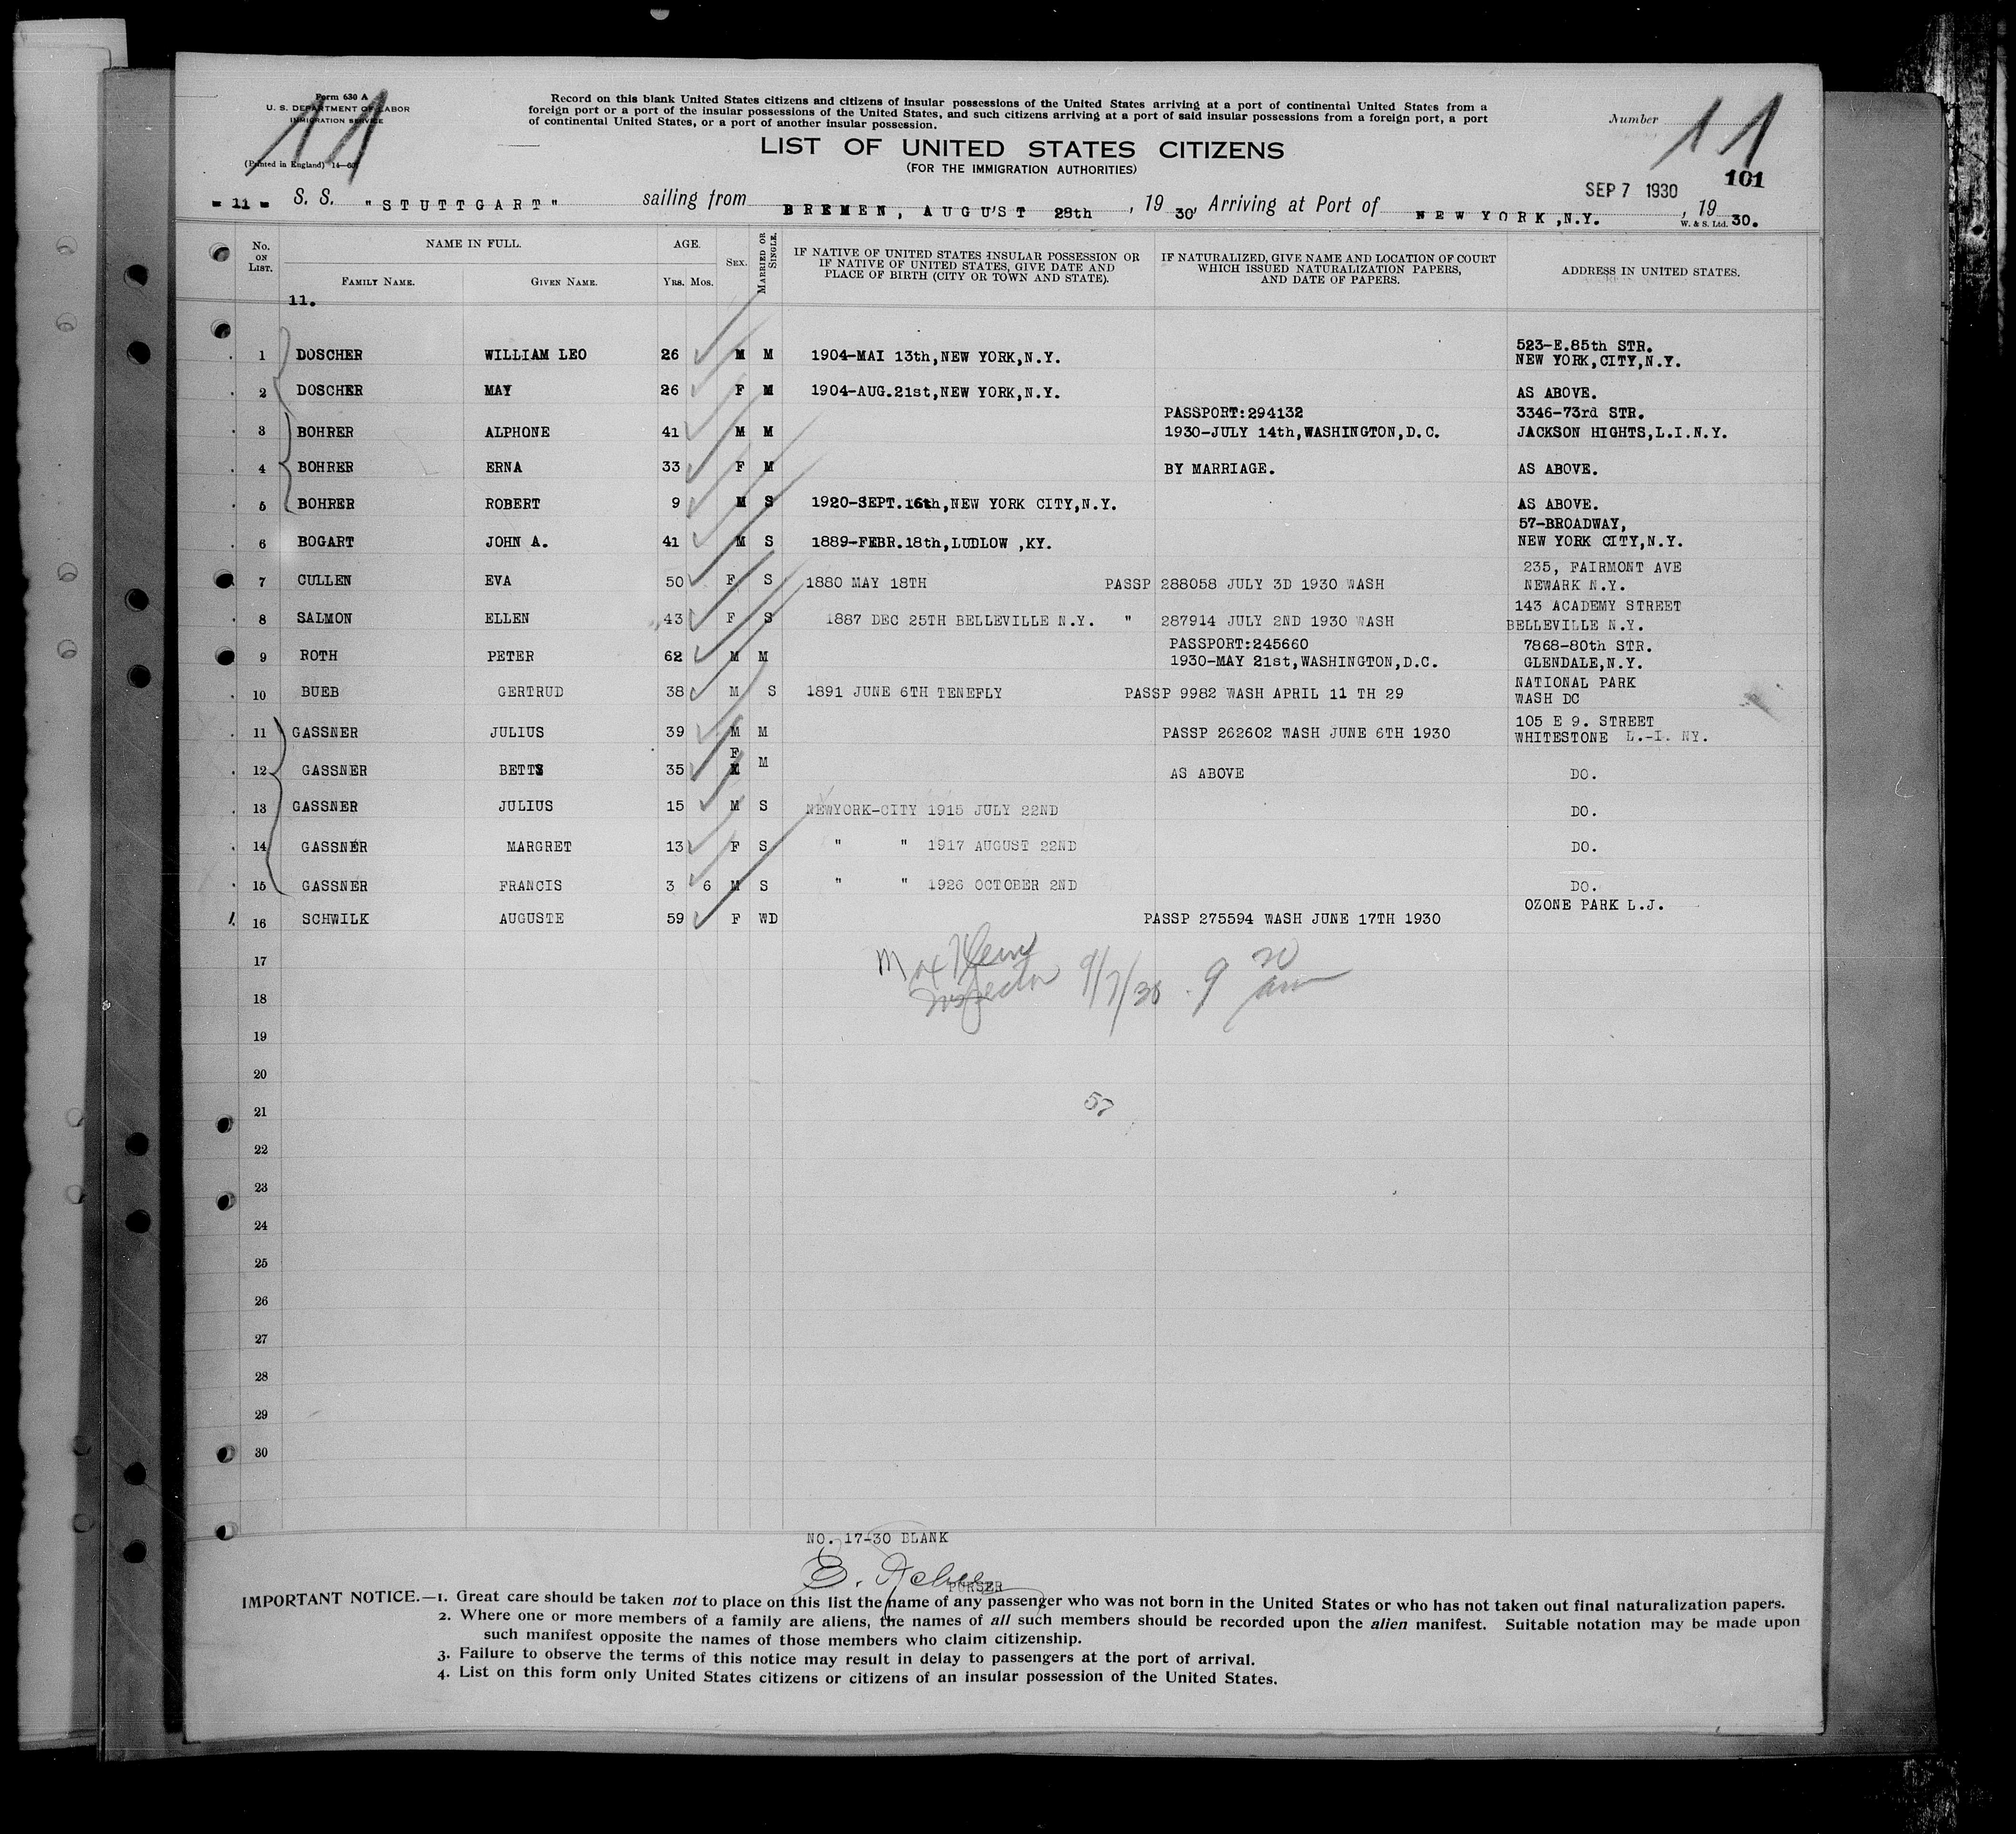 Form 630 A
U. S. DEPARTMENT OF LABOR
IMMIGRATION SERVICE
(Printed in England)
11
Record on this blank United States citizens and citizens of insular possessions of the United States arriving at a port of continental United States from a
foreign port or a port of the insular possessions of the United States, and such citizens arriving at a port of said insular possessions from a foreign port, a port
of continental United States, or a port of another insular possession.
Number 11
LIST OF UNITED STATES CITIZENS
(FOR THE IMMIGRATION AUTHORITIES)
SEP 7 1930 101
- 11 - S. S. "STUTTGART" sailing from BREMEN, AUGUST 28th, 19 30, Arriving at Port of NEW YORK,N.Y. , 19 30.
W. & S. Ltd.
No. ON LIST. NAME IN FULL. AGE. SEX. MARRIED OR SINGLE. IF NATIVE OF UNITED STATES INSULAR POSSESSION OR IF NATIVE OF UNITED STATES, GIVE DATE AND PLACE OF BIRTH (CITY OR TOWN AND STATE). IF NATURALIZED, GIVE NAME AND LOCATION OF COURT WHICH ISSUED NATURALIZATION PAPERS, AND DATE OF PAPERS. ADDRESS IN UNITED STATES.
FAMILY NAME. GIVEN NAME. YRS. MOS.
11.
523-E.85th STR.
1 DOSCHER WILLIAM LEO 26 M M 1904-MAI 13th,NEW YORK,N.Y. NEW YORK,CITY,N.Y.
2 DOSCHER MAY 26 F M 1904-AUG.21st,NEW YORK,N.Y. AS ABOVE.
PASSPORT:294132 3346-73rd STR.
3 BOHRER ALPHONE 41 M M 1930-JULY 14th,WASHINGTON,D.C. JACKSON HIGHTS,L.I.N.Y.
4 BOHRER ERNA 33 F M BY MARRIAGE. AS ABOVE.
5 BOHRER ROBERT 9 M S 1920-SEPT.16th,NEW YORK CITY,N.Y. AS ABOVE.
57-BROADWAY,
6 BOGART JOHN A. 41 M S 1889-FEBR.18th,LUDLOW ,KY. NEW YORK CITY,N.Y.
235, FAIRMONT AVE
7 CULLEN EVA 50 F S 1880 MAY 18TH PASSP 288058 JULY 3D 1930 WASH NEWARK N.Y.
143 ACADEMY STREET
8 SALMON ELLEN 43 F S 1887 DEC 25TH BELLEVILLE N.Y. " 287914 JULY 2ND 1930 WASH BELLEVILLE N.Y.
PASSPORT:245660 7868-80th STR.
9 ROTH PETER 62 M M 1930-MAY 21st,WASHINGTON,D.C. GLENDALE,N.Y.
NATIONAL PARK
10 BUEB GERTRUD 38 M S 1891 JUNE 6TH TENEFLY PASSP 9982 WASH APRIL 11 TH 29 WASH DC
105 E 9. STREET
11 GASSNER JULIUS 39 M M PASSP 262602 WASH JUNE 6TH 1930 WHITESTONE L.-I. NY.
F
12 GASSNER BETTY 35 M AS ABOVE DO.
13 GASSNER JULIUS 15 M S NEWYORK-CITY 1915 JULY 22ND DO.
14 GASSNER MARGRET 13 F S " " 1917 AUGUST 22ND DO.
15 GASSNER FRANCIS 3 6 M S " " 1926 OCTOBER 2ND DO.
OZONE PARK L.J.
16 SCHWILK AUGUSTE 59 F WD PASSP 275594 WASH JUNE 17TH 1930
17
Inspector 9/7/30 9 20 am
18
19
20
21
57
22
23
24
25
26
27
28
29
30
NO. 17-30 BLANK
PURSER
IMPORTANT NOTICE.—1. Great care should be taken not to place on this list the name of any passenger who was not born in the United States or who has not taken out final naturalization papers.
2. Where one or more members of a family are aliens, the names of all such members should be recorded upon the alien manifest. Suitable notation may be made upon
such manifest opposite the names of those members who claim citizenship.
3. Failure to observe the terms of this notice may result in delay to passengers at the port of arrival.
4. List on this form only United States citizens or citizens of an insular possession of the United States.